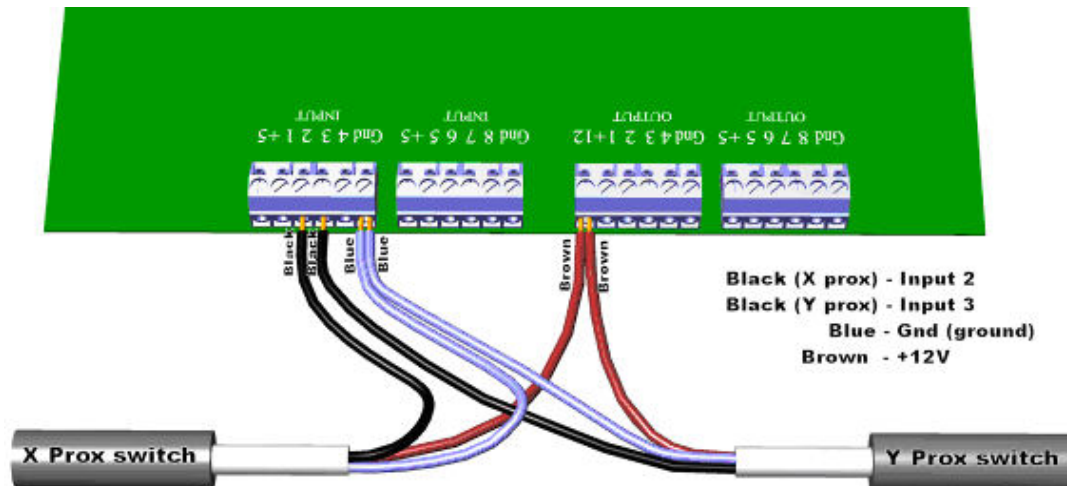 INPUT
INPUT
OUTPUT
OUTPUT
+5 1 2 3 4 Gnd
+5 5 6 7 8 Gnd
+12 1 2 3 4 Gnd
+5 5 6 7 8 Gnd
Black
Black
Blue
Blue
Brown
Brown
Black (X prox) - Input 2
Black (Y prox) - Input 3
Blue - Gnd (ground)
Brown - +12V
X Prox switch
Y Prox switch